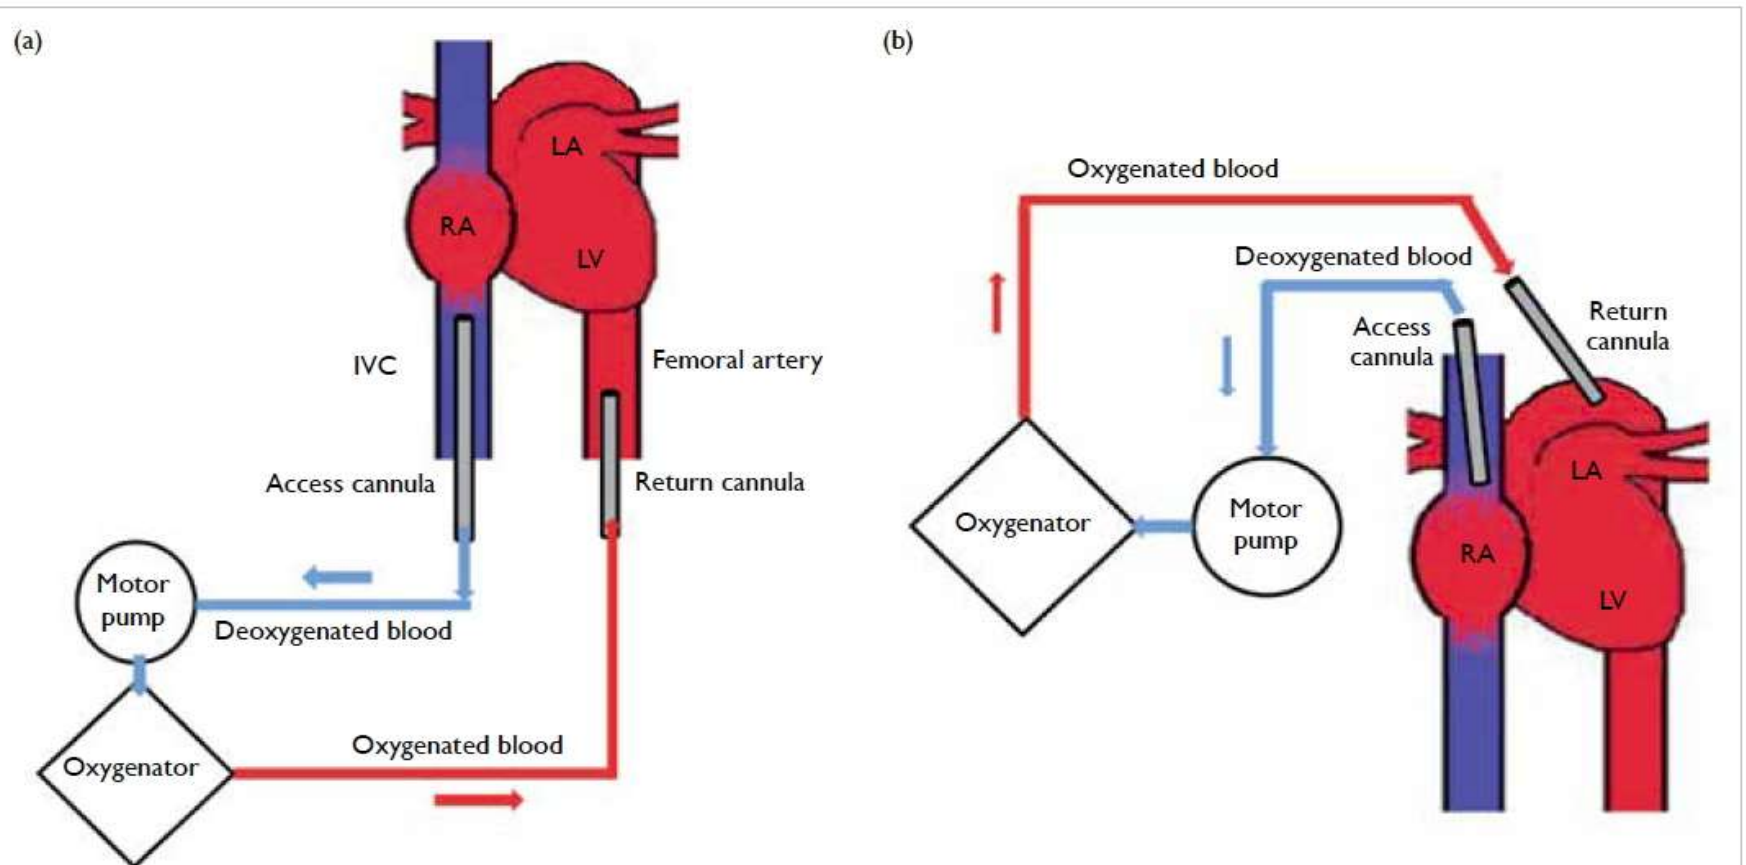 (a)
LA
RA
LV
IVC
Femoral artery
Access cannula
Return cannula
Motor
pump
Deoxygenated blood
Oxygenated blood
Oxygenator
(b)
Oxygenated blood
Deoxygenated blood
Access
cannula
Return
cannula
Oxygenator
Motor
pump
LA
RA
LV